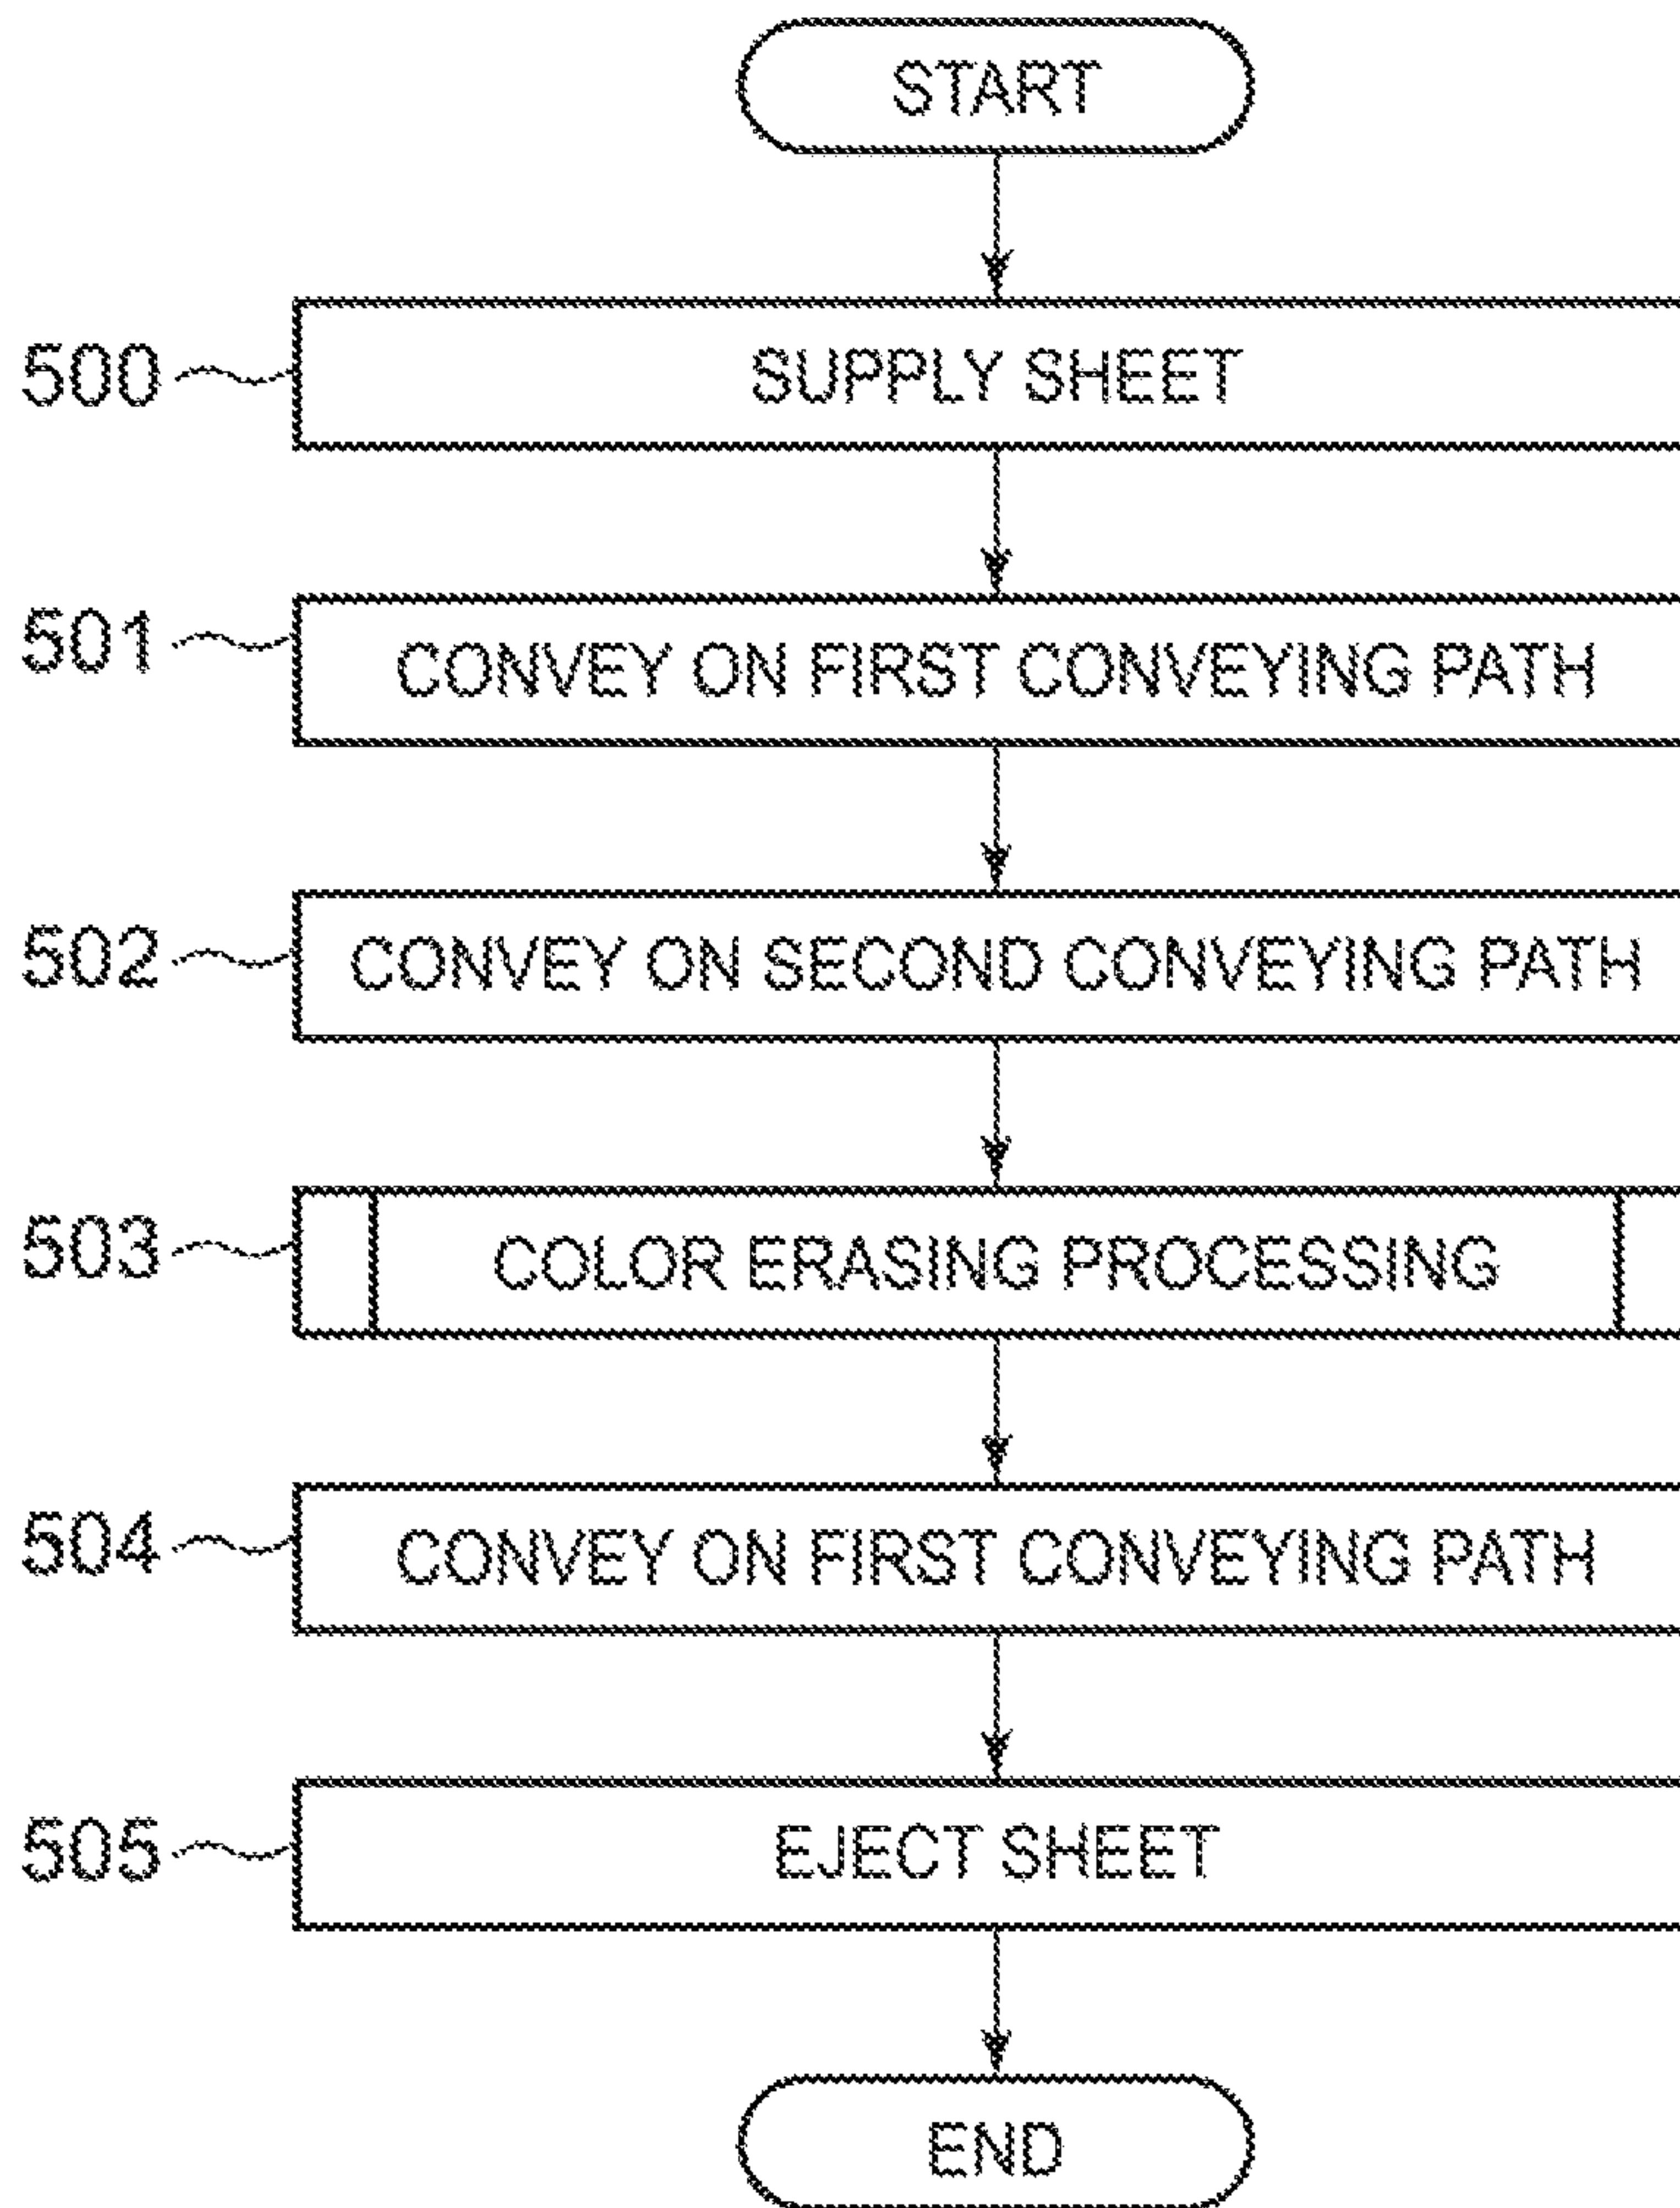 START
500 SUPPLY SHEET
501 CONVEY ON FIRST CONVEYING PATH
502 CONVEY ON SECOND CONVEYING PATH
503 COLOR ERASING PROCESSING
504 CONVEY ON FIRST CONVEYING PATH
505 EJECT SHEET
END